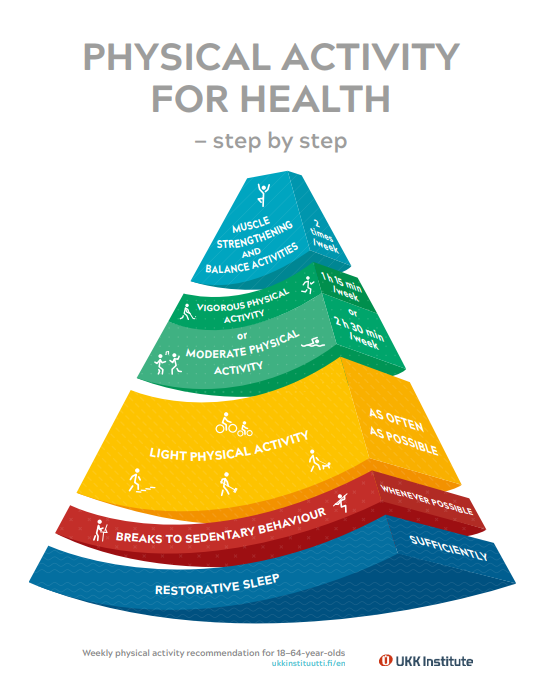 PHYSICAL ACTIVITY
FOR HEALTH
– step by step
MUSCLE
STRENGTHENING
AND
BALANCE ACTIVITIES
2
times
/week
VIGOROUS PHYSICAL
ACTIVITY
1 h 15 min
/week
or
or
MODERATE PHYSICAL
ACTIVITY
2 h 30 min
/week
LIGHT PHYSICAL ACTIVITY
AS OFTEN
AS POSSIBLE
BREAKS TO SEDENTARY BEHAVIOUR
WHENEVER POSSIBLE
RESTORATIVE SLEEP
SUFFICIENTLY
Weekly physical activity recommendation for 18–64-year-olds
ukkinstituutti.fi/en
UKK Institute